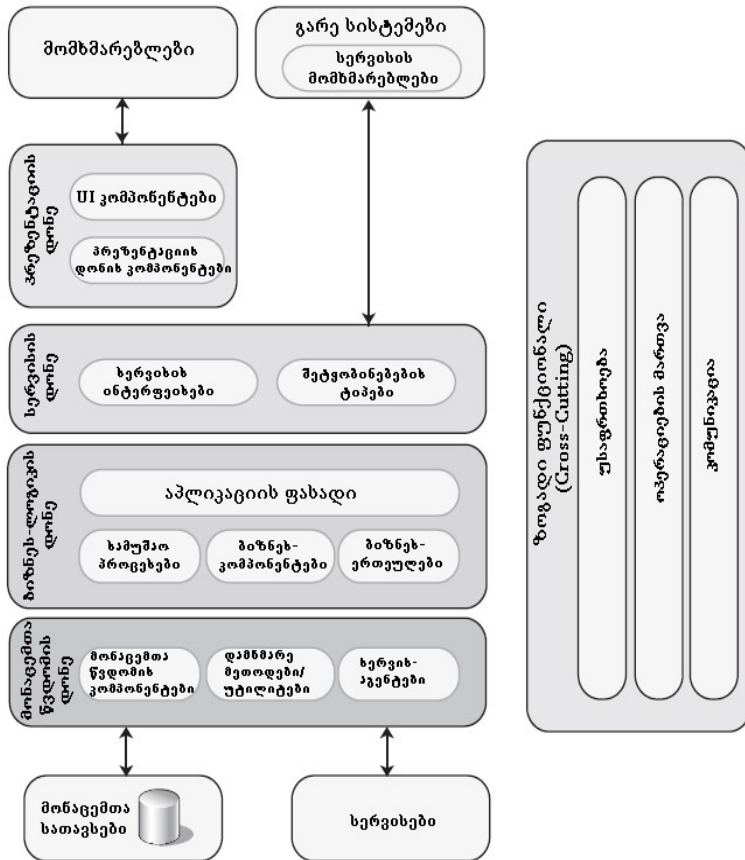 მომხმარებლები
გარე სისტემები
სერვისის
მომხმარებლები
პრეზენტაციის
დონე
UI კომპონენტები
პრეზენტაციის
დონის კომპონენტები
სერვისის
დონე
სერვისის
ინტერფეისები
შეტყობინებების
ტიპები
ბიზნეს-ლოგიკის
დონე
აპლიკაციის ფასადი
სამუშაო
პროცესები
ბიზნეს-
კომპონენტები
ბიზნეს-
ერთეულები
მონაცემთა
წვდომის
დონე
მონაცემთა
წვდომის
კომპონენტები
დამხმარე
მეთოდები/
უტილიტები
სერვის-
აგენტები
მონაცემთა
სათავსები
სერვისები
ზოგადი ფუნქციონალი
(Cross-Cutting)
უსაფრთხოება
ოპერაციების მართვა
კომუნიკაცია